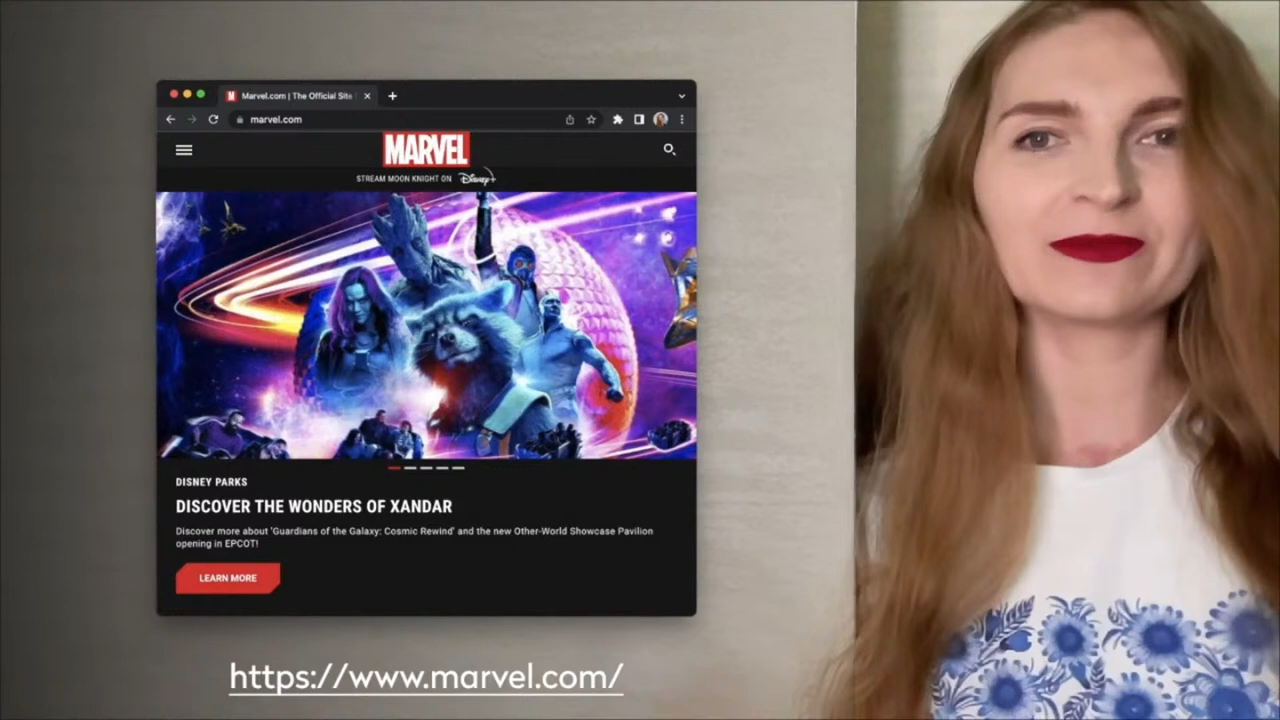 Marvel.com | The Official Site
marvel.com
MARVEL
STREAM MOON KNIGHT ON Disney+
DISNEY PARKS
DISCOVER THE WONDERS OF XANDAR
Discover more about 'Guardians of the Galaxy: Cosmic Rewind' and the new Other-World Showcase Pavilion
opening in EPCOT!
LEARN MORE
https://www.marvel.com/